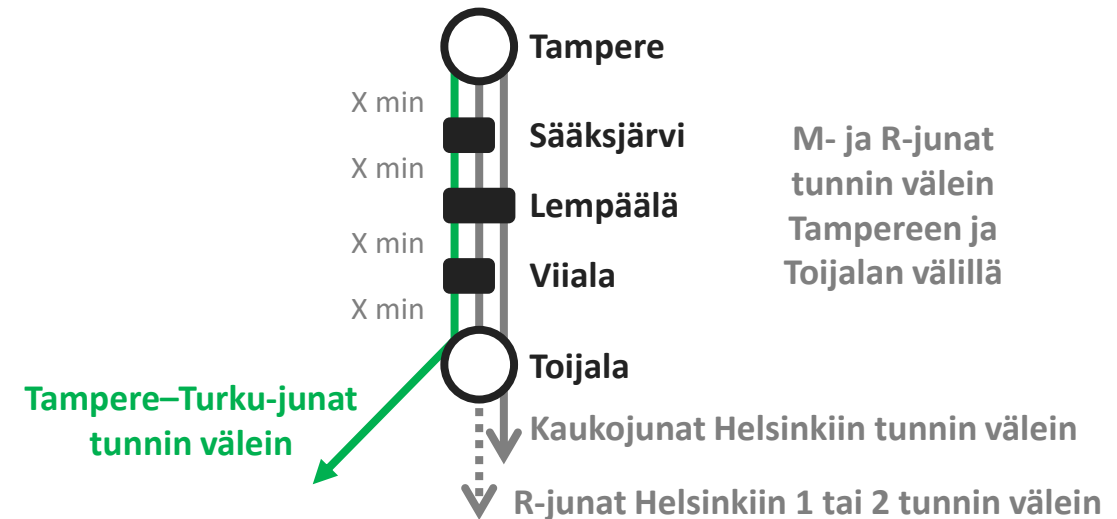 Tampere
X min
Sääksjärvi
X min
Lempäälä
X min
Viiala
X min
Toijala
M- ja R-junat
tunnin välein
Tampereen ja
Toijalan välillä
Tampere–Turku-junat
tunnin välein
Kaukojunat Helsinkiin tunnin välein
R-junat Helsinkiin 1 tai 2 tunnin välein